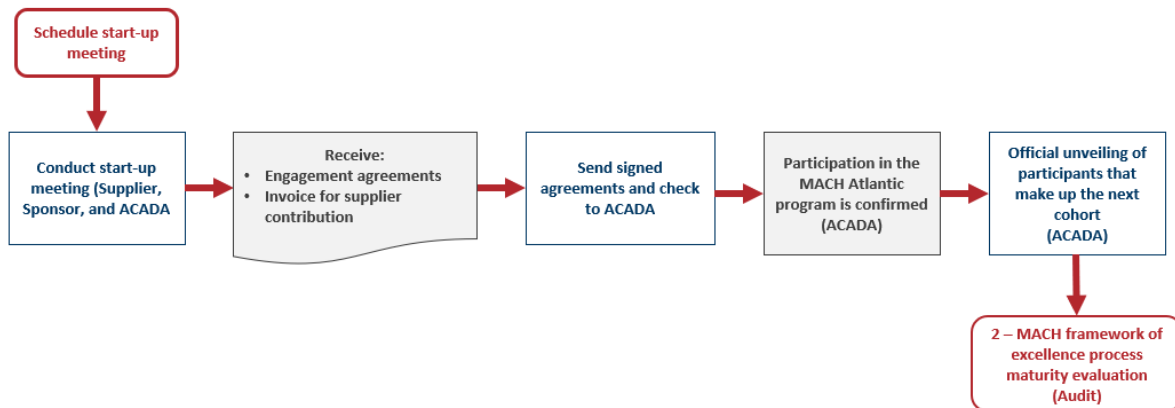 Schedule start-up
meeting
Conduct start-up
meeting (Supplier,
Sponsor, and ACADA
Receive:
• Engagement agreements
• Invoice for supplier
contribution
Send signed
agreements and check
to ACADA
Participation in the
MACH Atlantic
program is confirmed
(ACADA)
Official unveiling of
participants that
make up the next
cohort
(ACADA)
2 – MACH framework of
excellence process
maturity evaluation
(Audit)